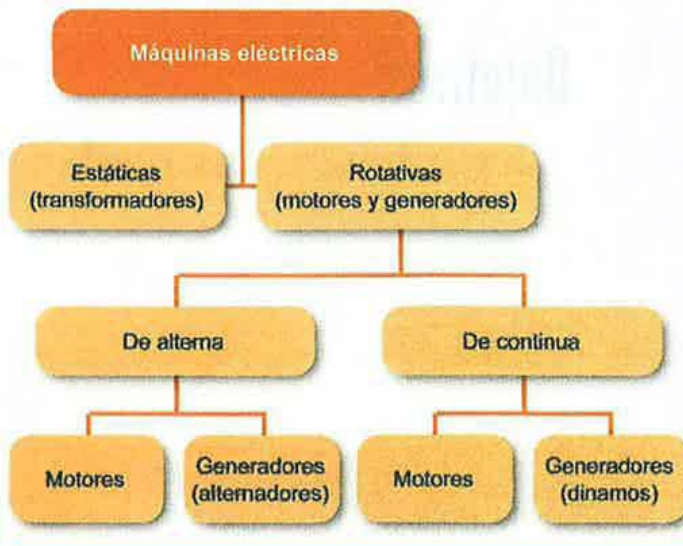 Máquinas eléctricas
Estáticas
(transformadores)
Rotativas
(motores y generadores)
De alterna
De continua
Motores
Generadores
(alternadores)
Motores
Generadores
(dinamos)